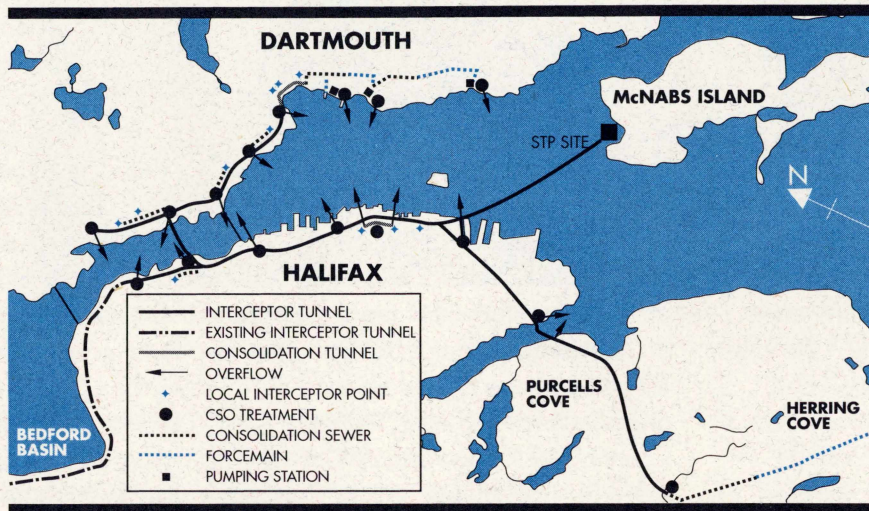 DARTMOUTH
McNABS ISLAND
STP SITE
N
HALIFAX
INTERCEPTOR TUNNEL
EXISTING INTERCEPTOR TUNNEL
CONSOLIDATION TUNNEL
OVERFLOW
LOCAL INTERCEPTOR POINT
CSO TREATMENT
CONSOLIDATION SEWER
FORCEMAIN
PUMPING STATION
BEDFORD
BASIN
PURCELLS
COVE
HERRING
COVE